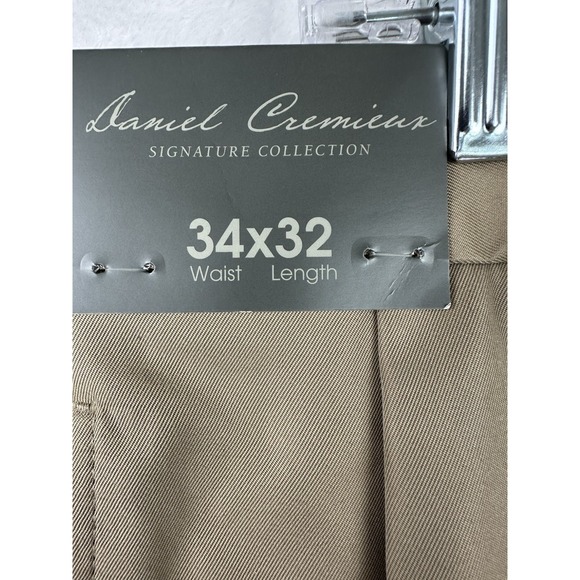 Daniel Cremieux
SIGNATURE COLLECTION
34x32
Waist Length